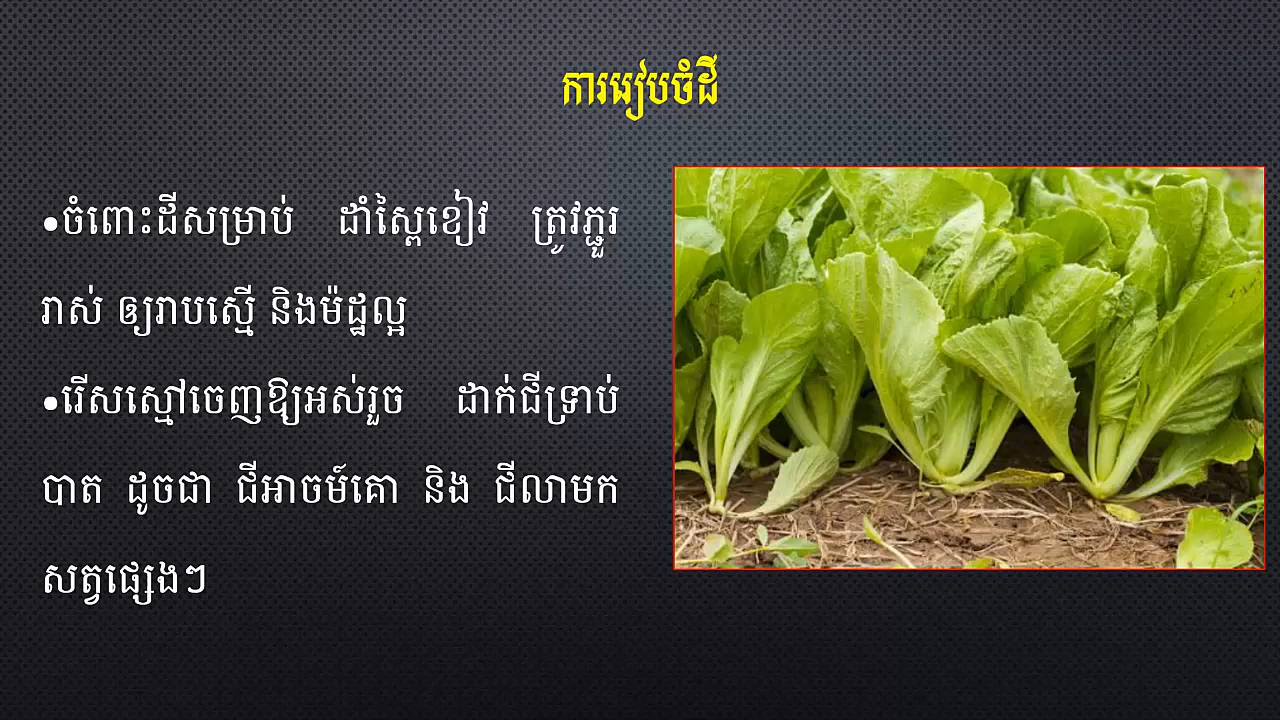 ការរៀបចំដី
•ចំពោះដីសម្រាប់ ដាំស្ពៃខៀវ ត្រូវភ្ជួរ
រាស់ ឲ្យរាបស្មើ និងម៉ដ្ឋល្អ
•រើសស្មៅចេញឱ្យអស់រួច ដាក់ជីទ្រាប់
បាត ដូចជា ជីអាចម៍គោ និង ជីលាមក
សត្វផ្សេងៗ